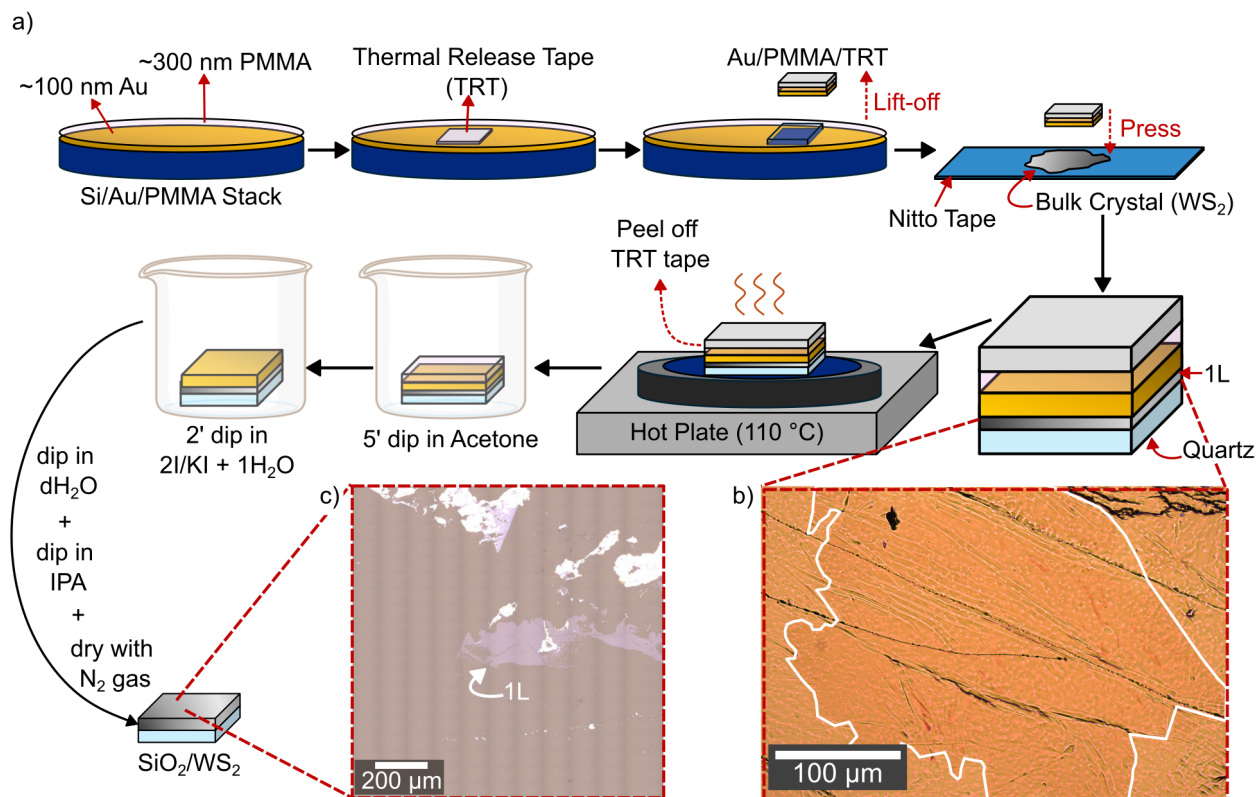 a)
~100 nm Au
~300 nm PMMA
Si/Au/PMMA Stack
Thermal Release Tape
(TRT)
Au/PMMA/TRT
Lift-off
Press
Nitto Tape
Bulk Crystal (WS₂)
1L
Quartz
Peel off
TRT tape
Hot Plate (110 °C)
5' dip in Acetone
2' dip in
2I/KI + 1H₂O
dip in
dH₂O
+
dip in
IPA
+
dry with
N₂ gas
SiO₂/WS₂
c)
1L
200 µm
b)
100 µm